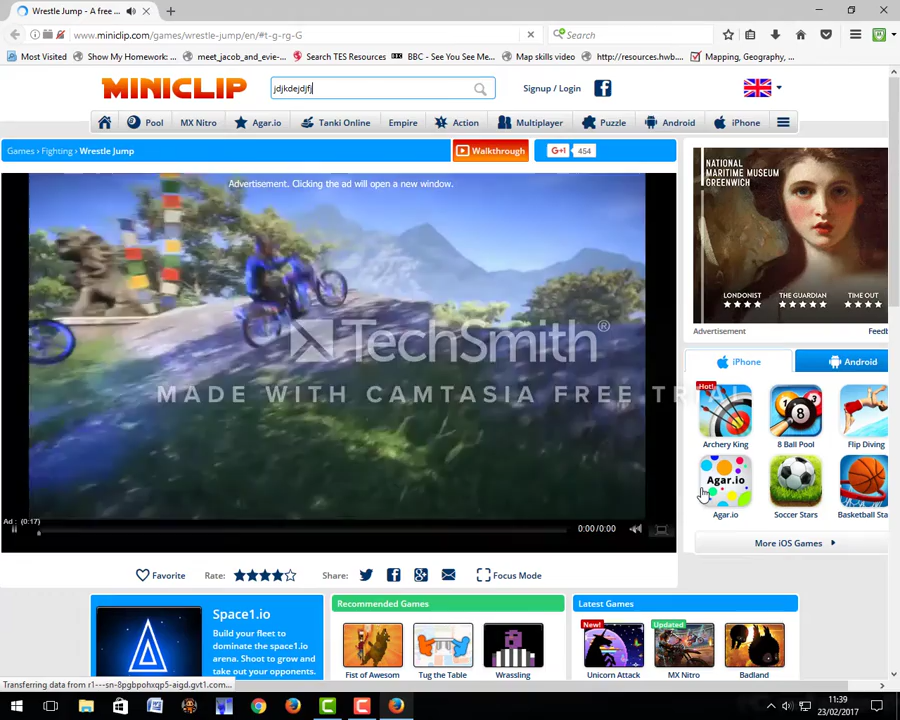 Wrestle Jump - A free ...
www.miniclip.com/games/wrestle-jump/en/#t-g-rg-G
Search
Most Visited
Show My Homework: ...
meet_jacob_and_evie-...
Search TES Resources
BBC - See You See Me...
Map skills video
http://resources.hwb....
Mapping, Geography, ...
MINICLIP
jdjkdejdjfj
Signup / Login
Pool
MX Nitro
Agar.io
Tanki Online
Empire
Action
Multiplayer
Puzzle
Android
iPhone
Games › Fighting › Wrestle Jump
Walkthrough
G+1
454
Advertisement. Clicking the ad will open a new window.
TechSmith®
MADE WITH CAMTASIA FREE TRIAL
Ad : (0:17)
0:00/0:00
NATIONAL
MARITIME MUSEUM
GREENWICH
LONDONIST
THE GUARDIAN
TIME OUT
Advertisement
Feedb
iPhone
Android
Hot!
Archery King
8 Ball Pool
Flip Diving
Agar.io
Agar.io
Soccer Stars
Basketball Sta
More iOS Games
Favorite
Rate:
Share:
Focus Mode
Space1.io
Build your fleet to
dominate the space1.io
arena. Shoot to grow and
take out your opponents.
Recommended Games
Fist of Awesom
Tug the Table
Wrassling
Latest Games
New!
Updated
Unicorn Attack
MX Nitro
Badland
Transferring data from r1---sn-8pgbpohxqp5-aigd.gvt1.com...
11:39
23/02/2017